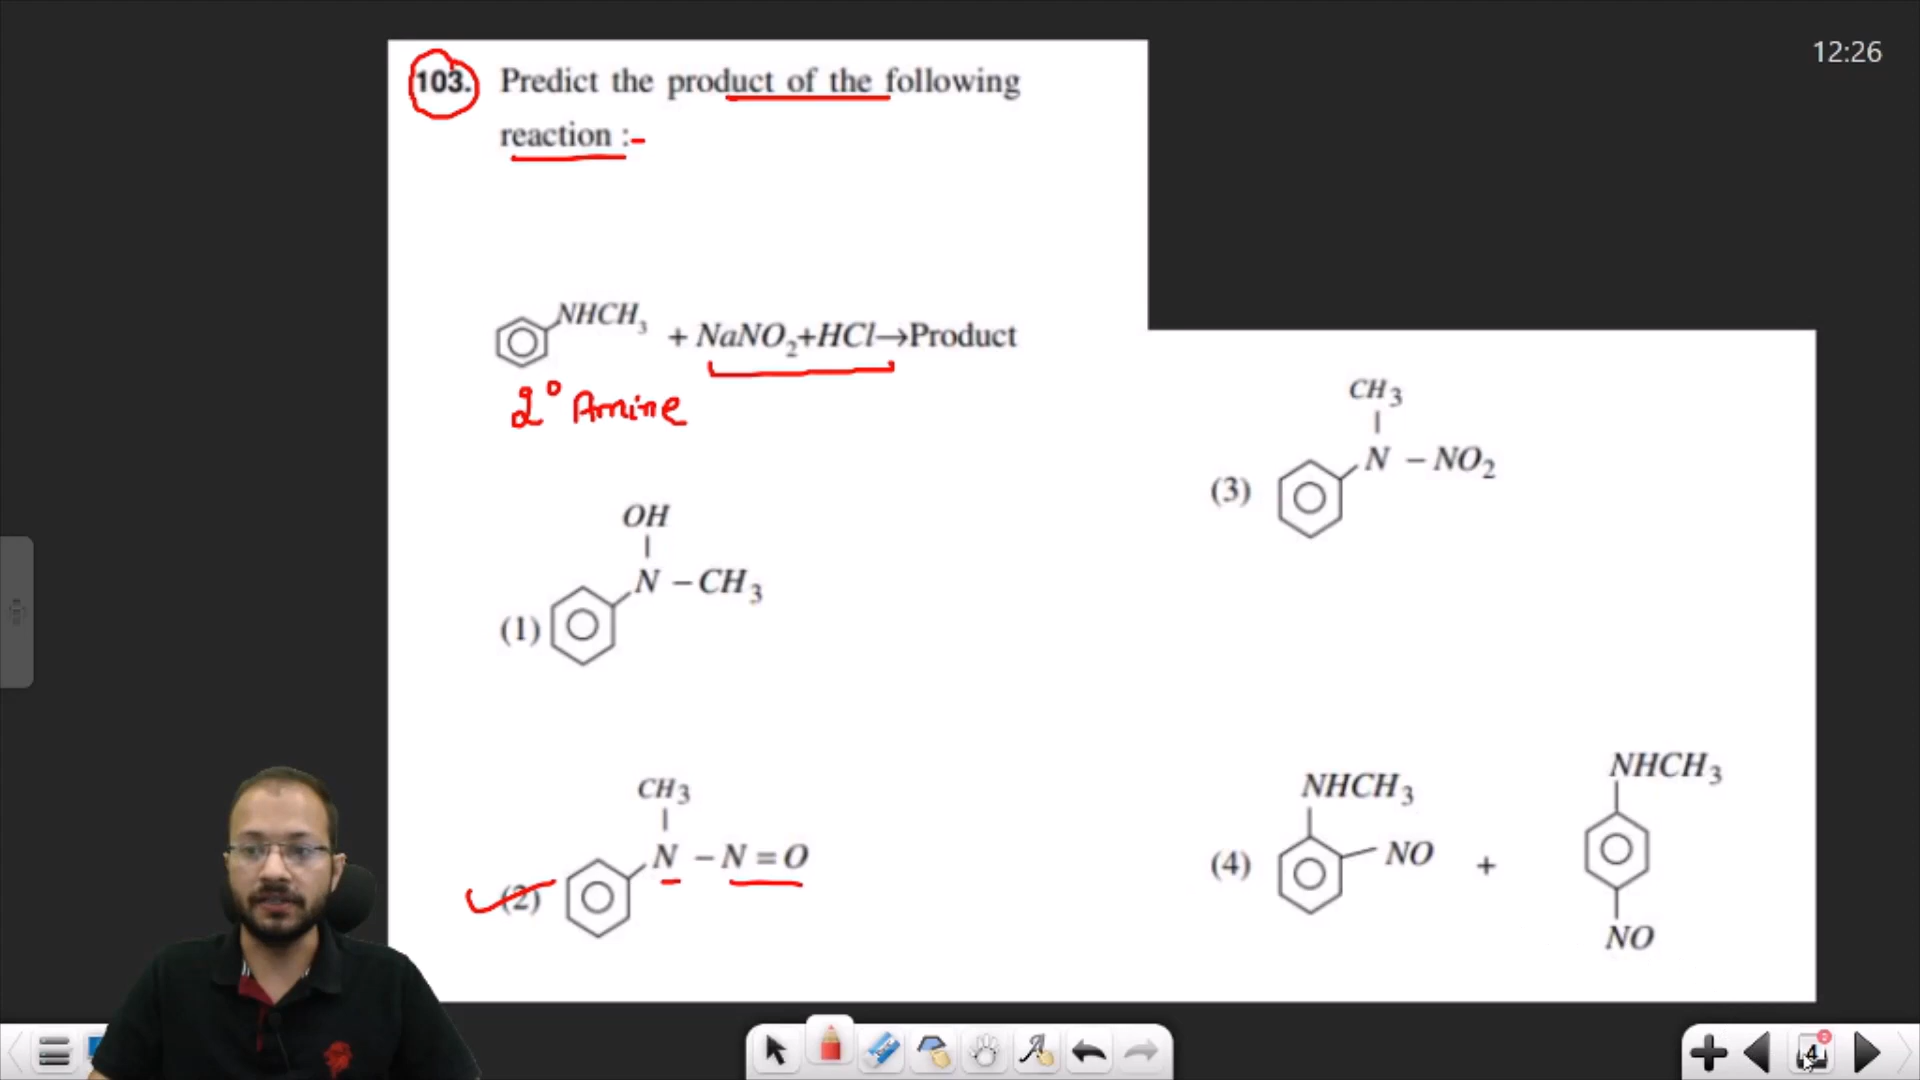 12:26
103. Predict the product of the following
reaction :-
NHCH3
+ NaNO2+HCl→Product
2° Amine
OH
N – CH3
(1)
CH3
N – N = O
(2)
CH3
N – NO2
(3)
NHCH3
NO
(4)
+
NHCH3
NO
4